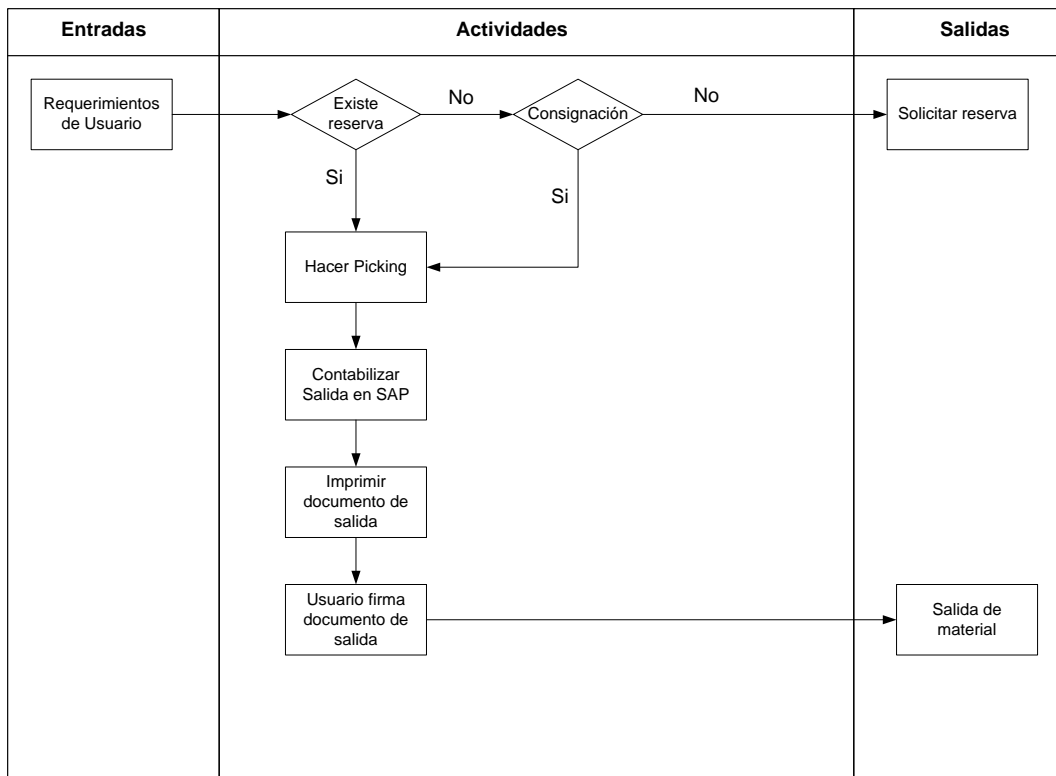 Entradas
Actividades
Salidas
Requerimientos
de Usuario
Existe
reserva
No
Consignación
No
Solicitar reserva
Si
Si
Hacer Picking
Contabilizar
Salida en SAP
Imprimir
documento de
salida
Usuario firma
documento de
salida
Salida de
material